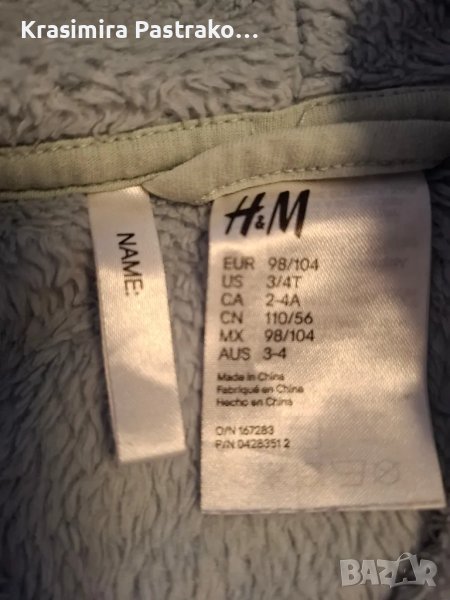 Krasimira Pastrako...
NAME:
H&M
EUR 98/104
US 3/4T
CA 2-4A
CN 110/56
MX 98/104
AUS 3-4
Made in China
Fabriqué en Chine
Hecho en China
O/N 167283
P/N 0428351 2
BAZAR